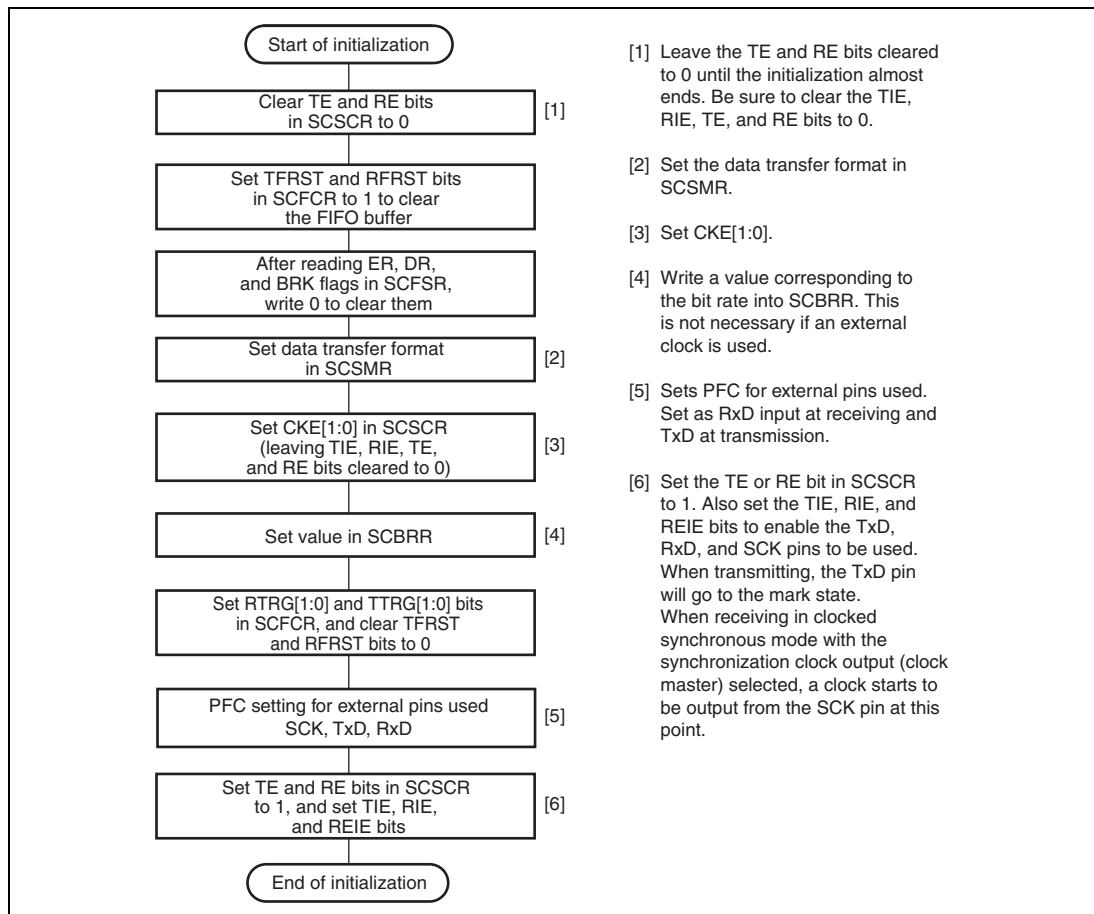 Start of initialization
Clear TE and RE bits
in SCSCR to 0
[1]
Set TFRST and RFRST bits
in SCFCR to 1 to clear
the FIFO buffer
After reading ER, DR,
and BRK flags in SCFSR,
write 0 to clear them
Set data transfer format
in SCSMR
[2]
Set CKE[1:0] in SCSCR
(leaving TIE, RIE, TE,
and RE bits cleared to 0)
[3]
Set value in SCBRR
[4]
Set RTRG[1:0] and TTRG[1:0] bits
in SCFCR, and clear TFRST
and RFRST bits to 0
PFC setting for external pins used
SCK, TxD, RxD
[5]
Set TE and RE bits in SCSCR
to 1, and set TIE, RIE,
and REIE bits
[6]
End of initialization
[1] Leave the TE and RE bits cleared
to 0 until the initialization almost
ends. Be sure to clear the TIE,
RIE, TE, and RE bits to 0.
[2] Set the data transfer format in
SCSMR.
[3] Set CKE[1:0].
[4] Write a value corresponding to
the bit rate into SCBRR. This
is not necessary if an external
clock is used.
[5] Sets PFC for external pins used.
Set as RxD input at receiving and
TxD at transmission.
[6] Set the TE or RE bit in SCSCR
to 1. Also set the TIE, RIE, and
REIE bits to enable the TxD,
RxD, and SCK pins to be used.
When transmitting, the TxD pin
will go to the mark state.
When receiving in clocked
synchronous mode with the
synchronization clock output (clock
master) selected, a clock starts to
be output from the SCK pin at this
point.